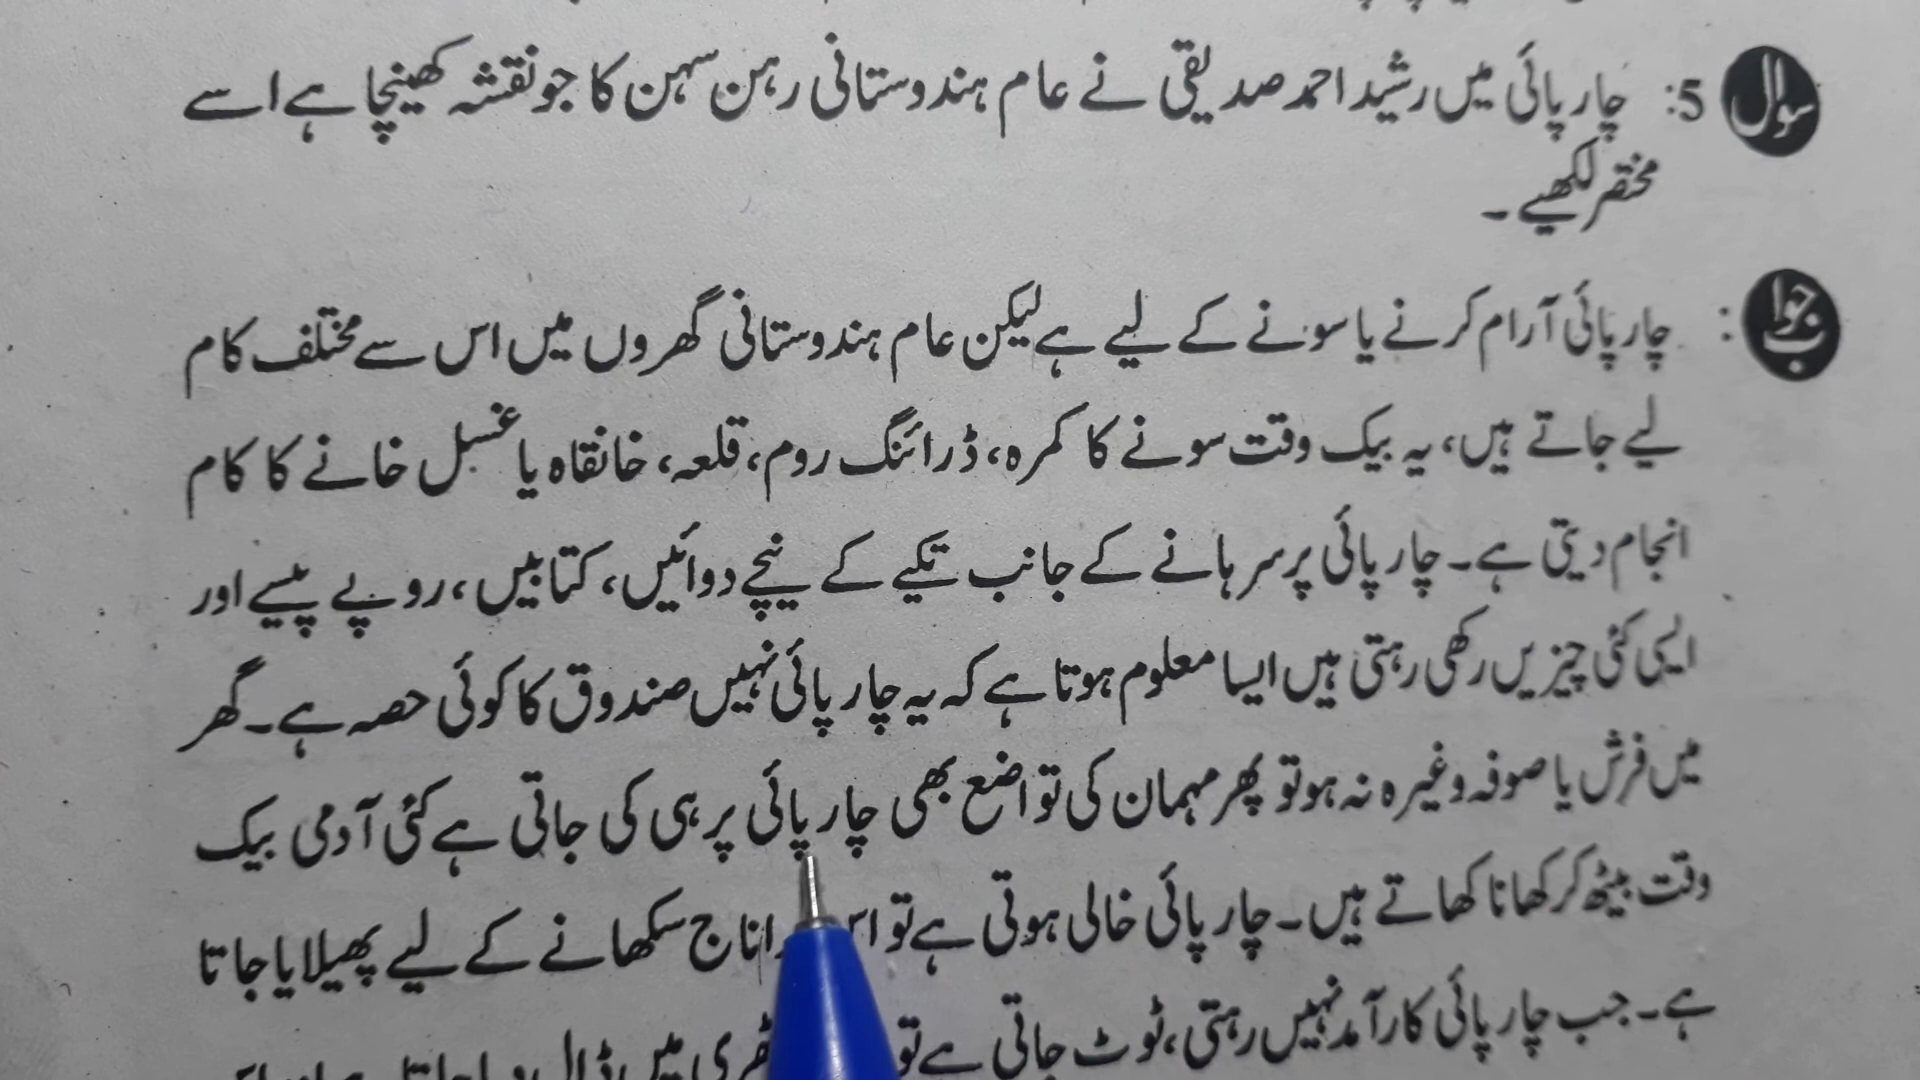 سوال 5: چارپائی میں رشید احمد صدیقی نے عام ہندوستانی رہن سہن کا جو نقشہ کھینچا ہے اسے
مختصر لکھیے۔
جواب : چارپائی آرام کرنے یا سونے کے لیے ہے لیکن عام ہندوستانی گھروں میں اس سے مختلف کام
لیے جاتے ہیں، یہ بیک وقت سونے کا کمرہ، ڈرائنگ روم، قلعہ، خانقاہ یا غسل خانے کا کام
انجام دیتی ہے۔ چارپائی پر سرہانے کے جانب تکیے کے نیچے دوائیں، کتابیں، روپے پیسے اور
ایسی کئی چیزیں رکھی رہتی ہیں ایسا معلوم ہوتا ہے کہ یہ چارپائی نہیں صندوق کا کوئی حصہ ہے۔ گھر
میں فرش یا صوفہ وغیرہ نہ ہو تو پھر مہمان کی تواضع بھی چارپائی پر ہی کی جاتی ہے کئی آدمی بیک
وقت بیٹھ کر کھانا کھاتے ہیں۔ چارپائی خالی ہوتی ہے تو اس اناج سکھانے کے لیے پھیلایا جاتا
ہے۔ جب چارپائی کارآمد نہیں رہتی، ٹوٹ جاتی ہے تو میں ڈال